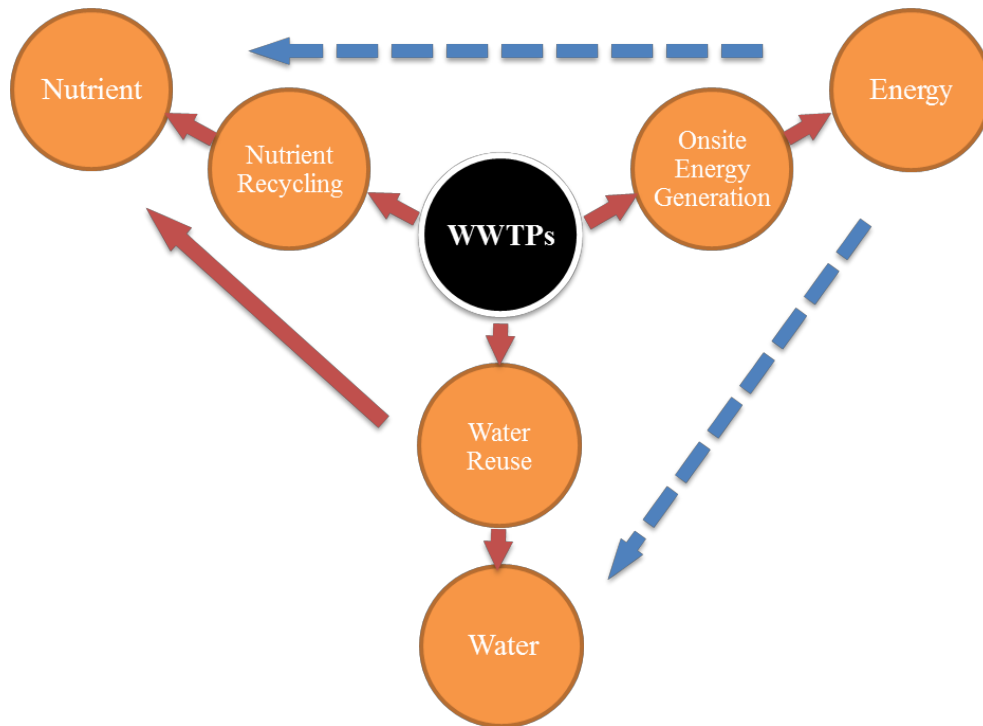 Nutrient
Energy
Nutrient
Recycling
Onsite
Energy
Generation
WWTPs
Water
Reuse
Water